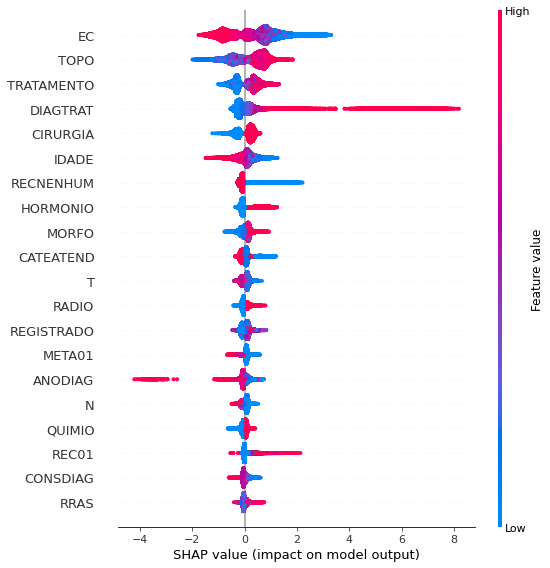 High
EC
TOPO
TRATAMENTO
DIAGTRAT
CIRURGIA
IDADE
RECNENHUM
HORMONIO
MORFO
CATEATEND
T
RADIO
REGISTRADO
META01
ANODIAG
N
QUIMIO
REC01
CONSDIAG
RRAS
Feature value
Low
−4 −2 0 2 4 6 8
SHAP value (impact on model output)